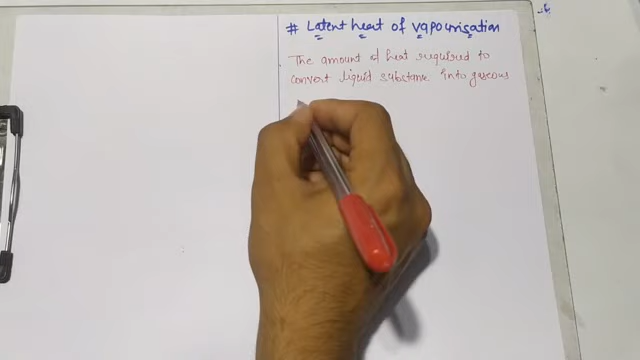 # Latent heat of vapourisation
The amount of heat required to
convert liquid substance into gaseous